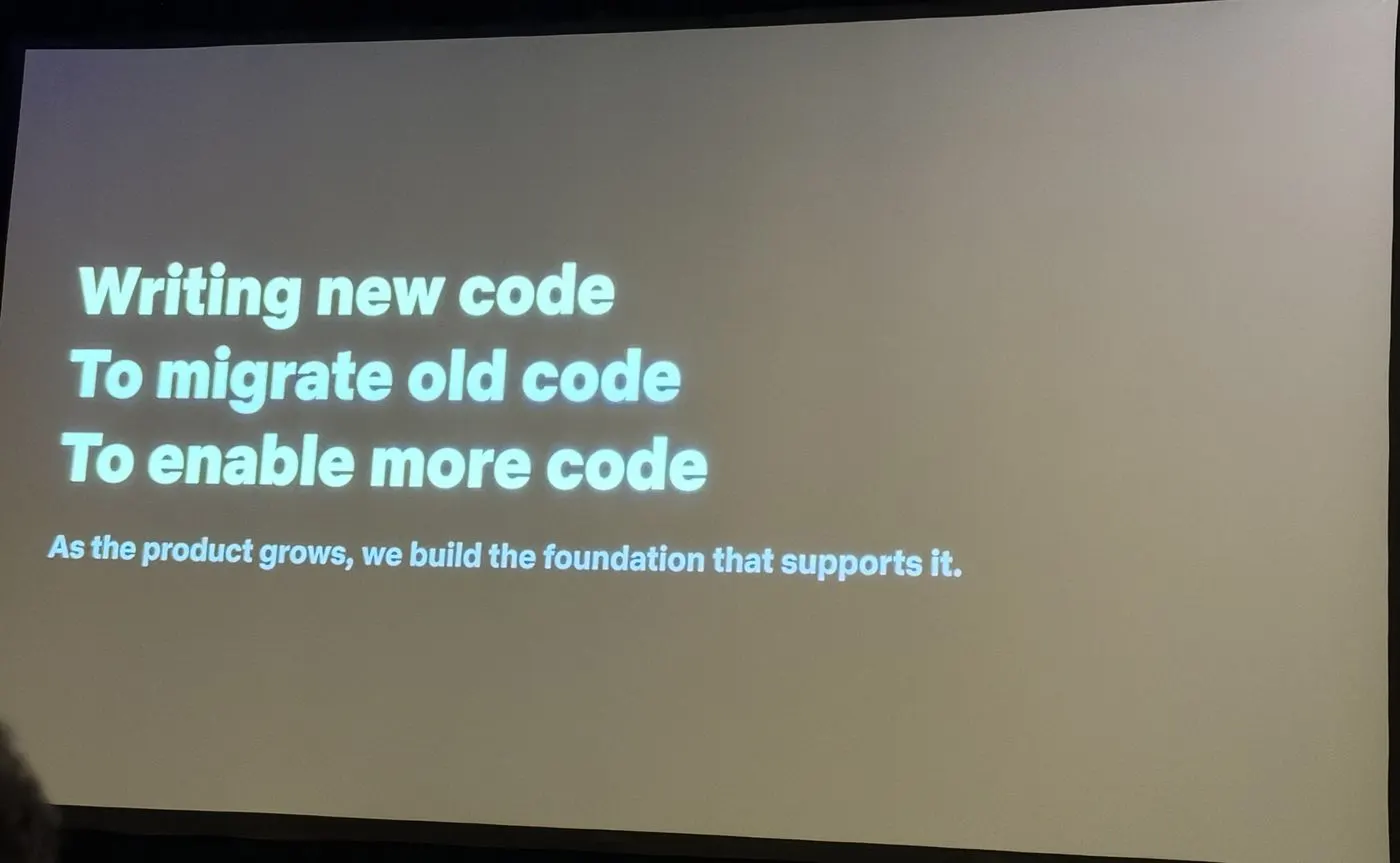 Writing new code
To migrate old code
To enable more code
As the product grows, we build the foundation that supports it.